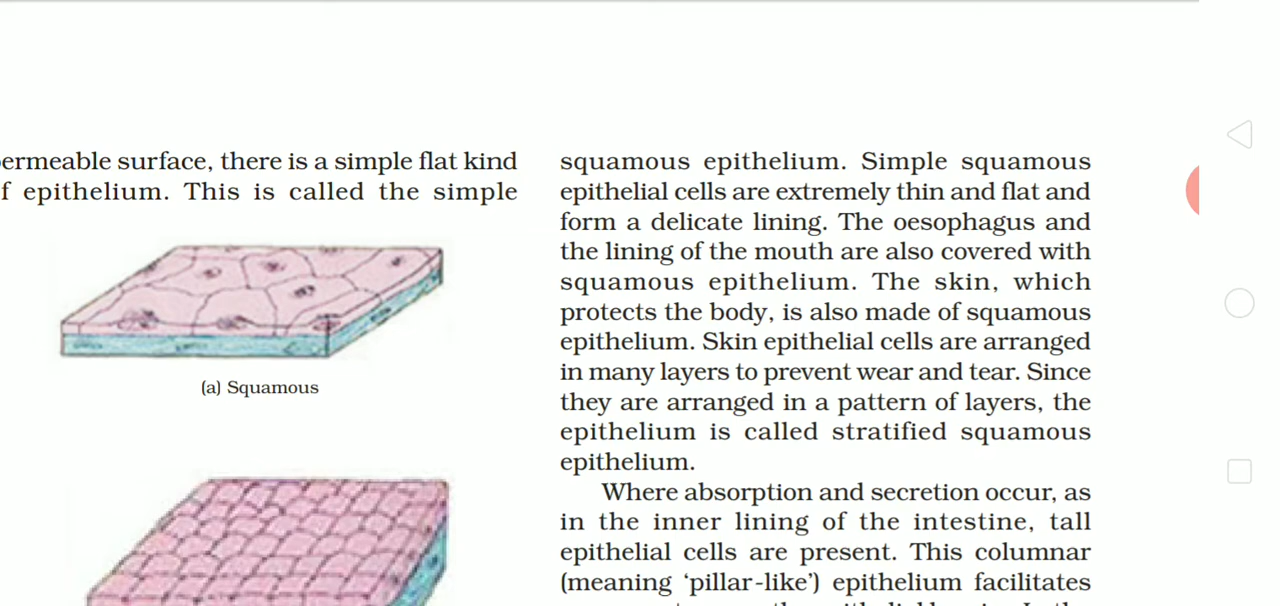 ermeable surface, there is a simple flat kind
f epithelium. This is called the simple
(a) Squamous
squamous epithelium. Simple squamous
epithelial cells are extremely thin and flat and
form a delicate lining. The oesophagus and
the lining of the mouth are also covered with
squamous epithelium. The skin, which
protects the body, is also made of squamous
epithelium. Skin epithelial cells are arranged
in many layers to prevent wear and tear. Since
they are arranged in a pattern of layers, the
epithelium is called stratified squamous
epithelium.
Where absorption and secretion occur, as
in the inner lining of the intestine, tall
epithelial cells are present. This columnar
(meaning ‘pillar-like’) epithelium facilitates